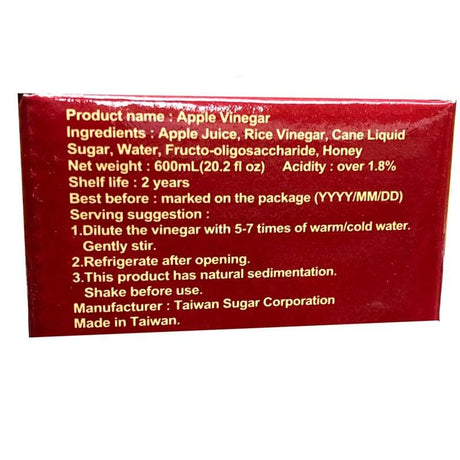 Product name : Apple Vinegar
Ingredients : Apple Juice, Rice Vinegar, Cane Liquid
Sugar, Water, Fructo-oligosaccharide, Honey
Net weight : 600mL(20.2 fl oz) Acidity : over 1.8%
Shelf life : 2 years
Best before : marked on the package (YYYY/MM/DD)
Serving suggestion :
1.Dilute the vinegar with 5-7 times of warm/cold water.
Gently stir.
2.Refrigerate after opening.
3.This product has natural sedimentation.
Shake before use.
Manufacturer : Taiwan Sugar Corporation
Made in Taiwan.